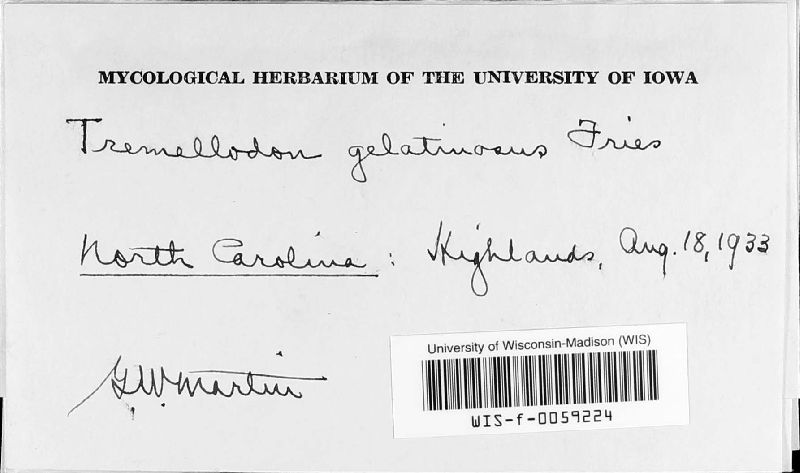 MYCOLOGICAL HERBARIUM OF THE UNIVERSITY OF IOWA
Tremellodon gelatinosus Fries
North Carolina : Highlands, Aug. 18, 1933
G.W. Martin
University of Wisconsin-Madison (WIS)
WIS-f-0059224